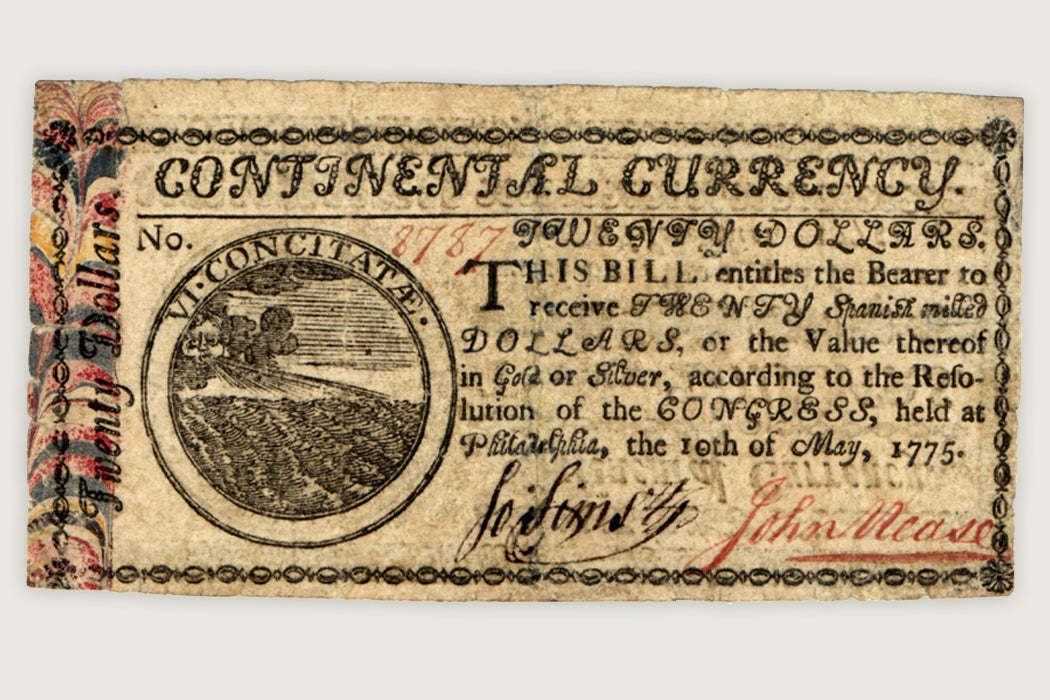 CONTINENTAL CURRENCY.
No. 8787 TWENTY DOLLARS.
THIS BILL entitles the Bearer to
receive TWENTY Spanish milled
DOLLARS, or the Value thereof
in Gold or Silver, according to the Reſo-
lution of the CONGRESS, held at
Philadelphia, the 10th of May, 1775.
VI·CONCITATÆ·
Twenty Dollars.
John Mease